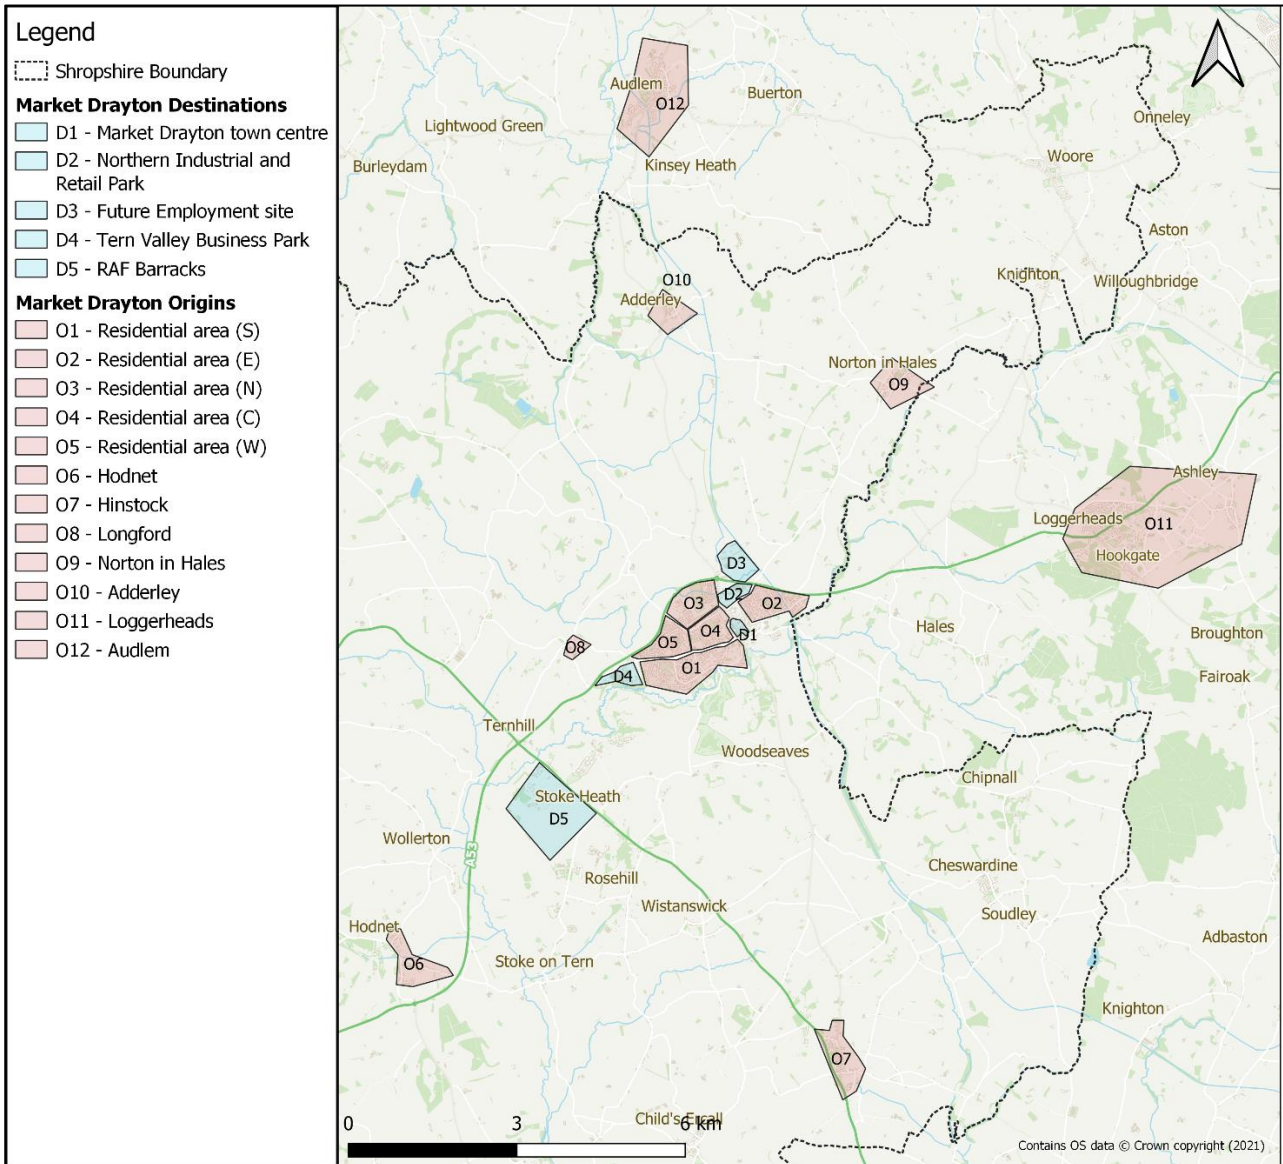 Legend
Shropshire Boundary
Market Drayton Destinations
D1 - Market Drayton town centre
D2 - Northern Industrial and
Retail Park
D3 - Future Employment site
D4 - Tern Valley Business Park
D5 - RAF Barracks
Market Drayton Origins
O1 - Residential area (S)
O2 - Residential area (E)
O3 - Residential area (N)
O4 - Residential area (C)
O5 - Residential area (W)
O6 - Hodnet
O7 - Hinstock
O8 - Longford
O9 - Norton in Hales
O10 - Adderley
O11 - Loggerheads
O12 - Audlem
Audlem
O12
Buerton
Lightwood Green
Onneley
Burleydam
Kinsey Heath
Woore
Aston
Knighton
Willoughbridge
O10
Adderley
Norton in Hales
O9
Ashley
Loggerheads
O11
Hookgate
D3
D2
O3
O2
O4
D1
O5
O8
O1
D4
Hales
Broughton
Fairoak
Ternhill
Woodseaves
Chipnall
Stoke Heath
D5
Wollerton
A53
Cheswardine
Rosehill
Wistanswick
Soudley
Hodnet
Adbaston
O6
Stoke on Tern
Knighton
O7
Child's Ercall
0
3
6 km
Contains OS data © Crown copyright (2021)